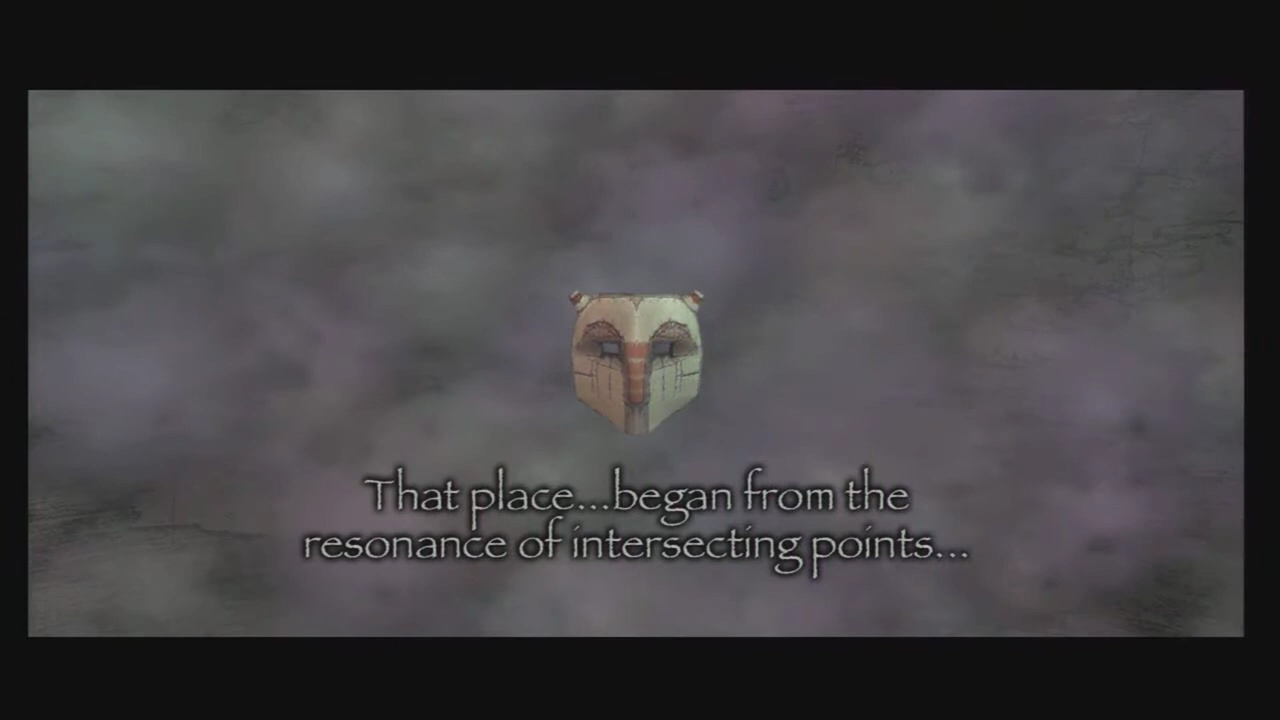 That place...began from the
resonance of intersecting points...